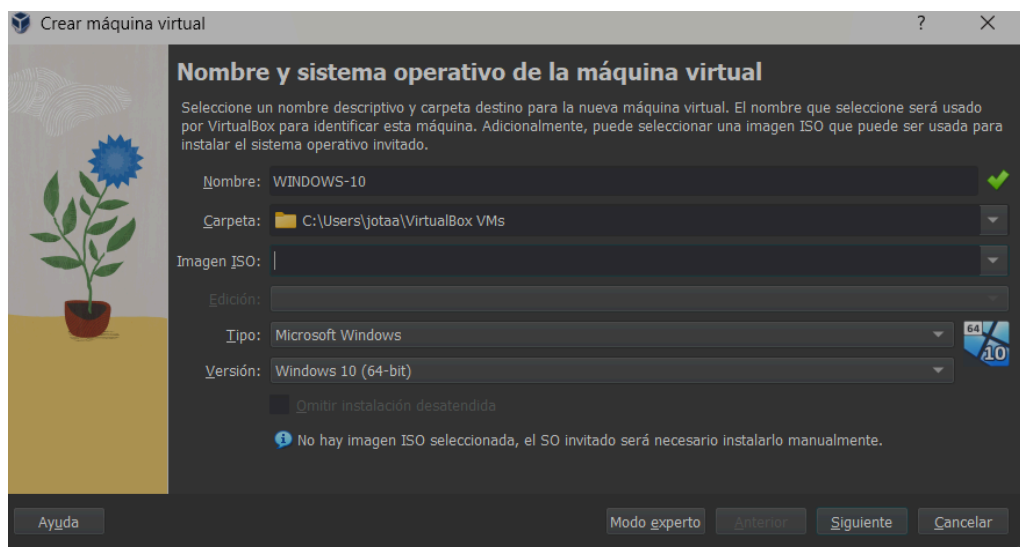 Crear máquina virtual
?
Nombre y sistema operativo de la máquina virtual
Seleccione un nombre descriptivo y carpeta destino para la nueva máquina virtual. El nombre que seleccione será usado
por VirtualBox para identificar esta máquina. Adicionalmente, puede seleccionar una imagen ISO que puede ser usada para
instalar el sistema operativo invitado.
Nombre: WINDOWS-10
Carpeta: C:\Users\jotaa\VirtualBox VMs
Imagen ISO:
Edición:
Tipo: Microsoft Windows
64
10
Versión: Windows 10 (64-bit)
Omitir instalación desatendida
No hay imagen ISO seleccionada, el SO invitado será necesario instalarlo manualmente.
Ayuda Modo experto Anterior Siguiente Cancelar